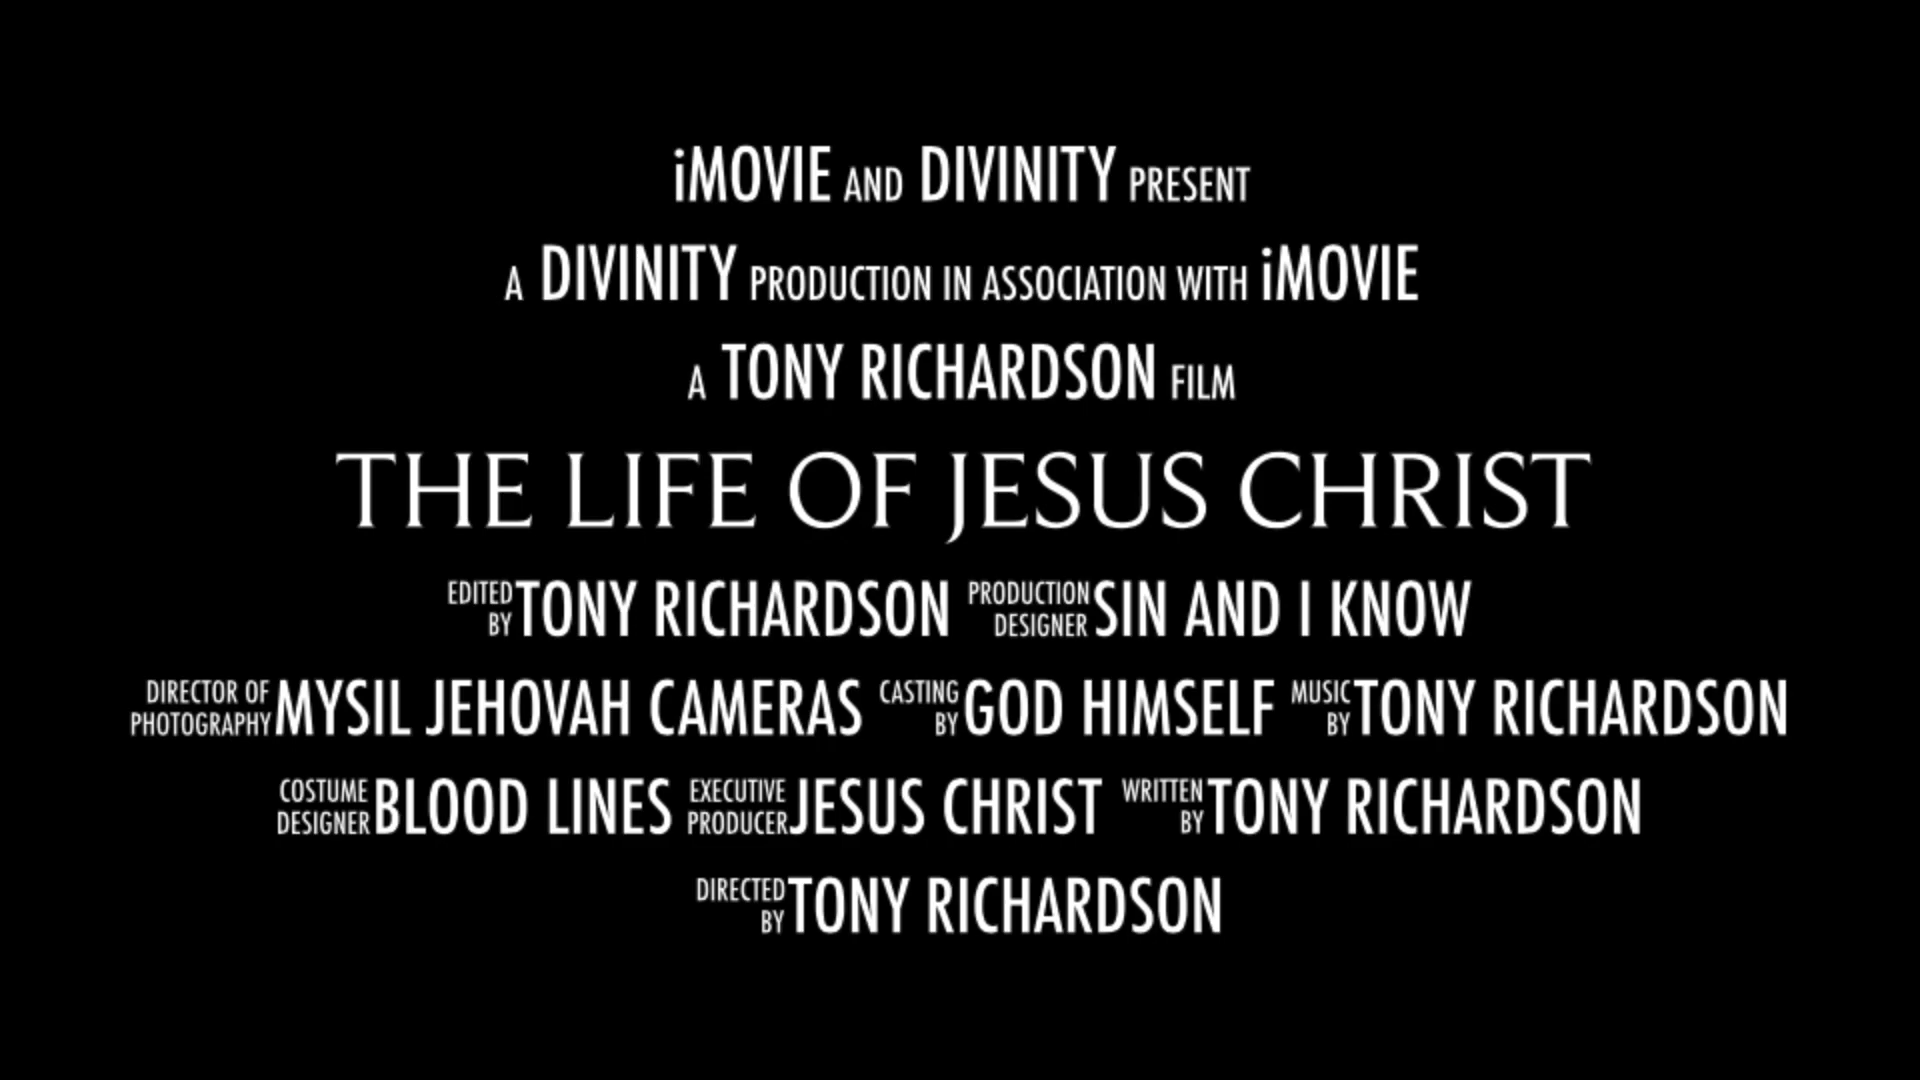 iMOVIE AND DIVINITY PRESENT
A DIVINITY PRODUCTION IN ASSOCIATION WITH iMOVIE
A TONY RICHARDSON FILM
THE LIFE OF JESUS CHRIST
EDITED BY TONY RICHARDSON PRODUCTION DESIGNER SIN AND I KNOW
DIRECTOR OF PHOTOGRAPHY MYSIL JEHOVAH CAMERAS CASTING BY GOD HIMSELF MUSIC BY TONY RICHARDSON
COSTUME DESIGNER BLOOD LINES EXECUTIVE PRODUCER JESUS CHRIST WRITTEN BY TONY RICHARDSON
DIRECTED BY TONY RICHARDSON